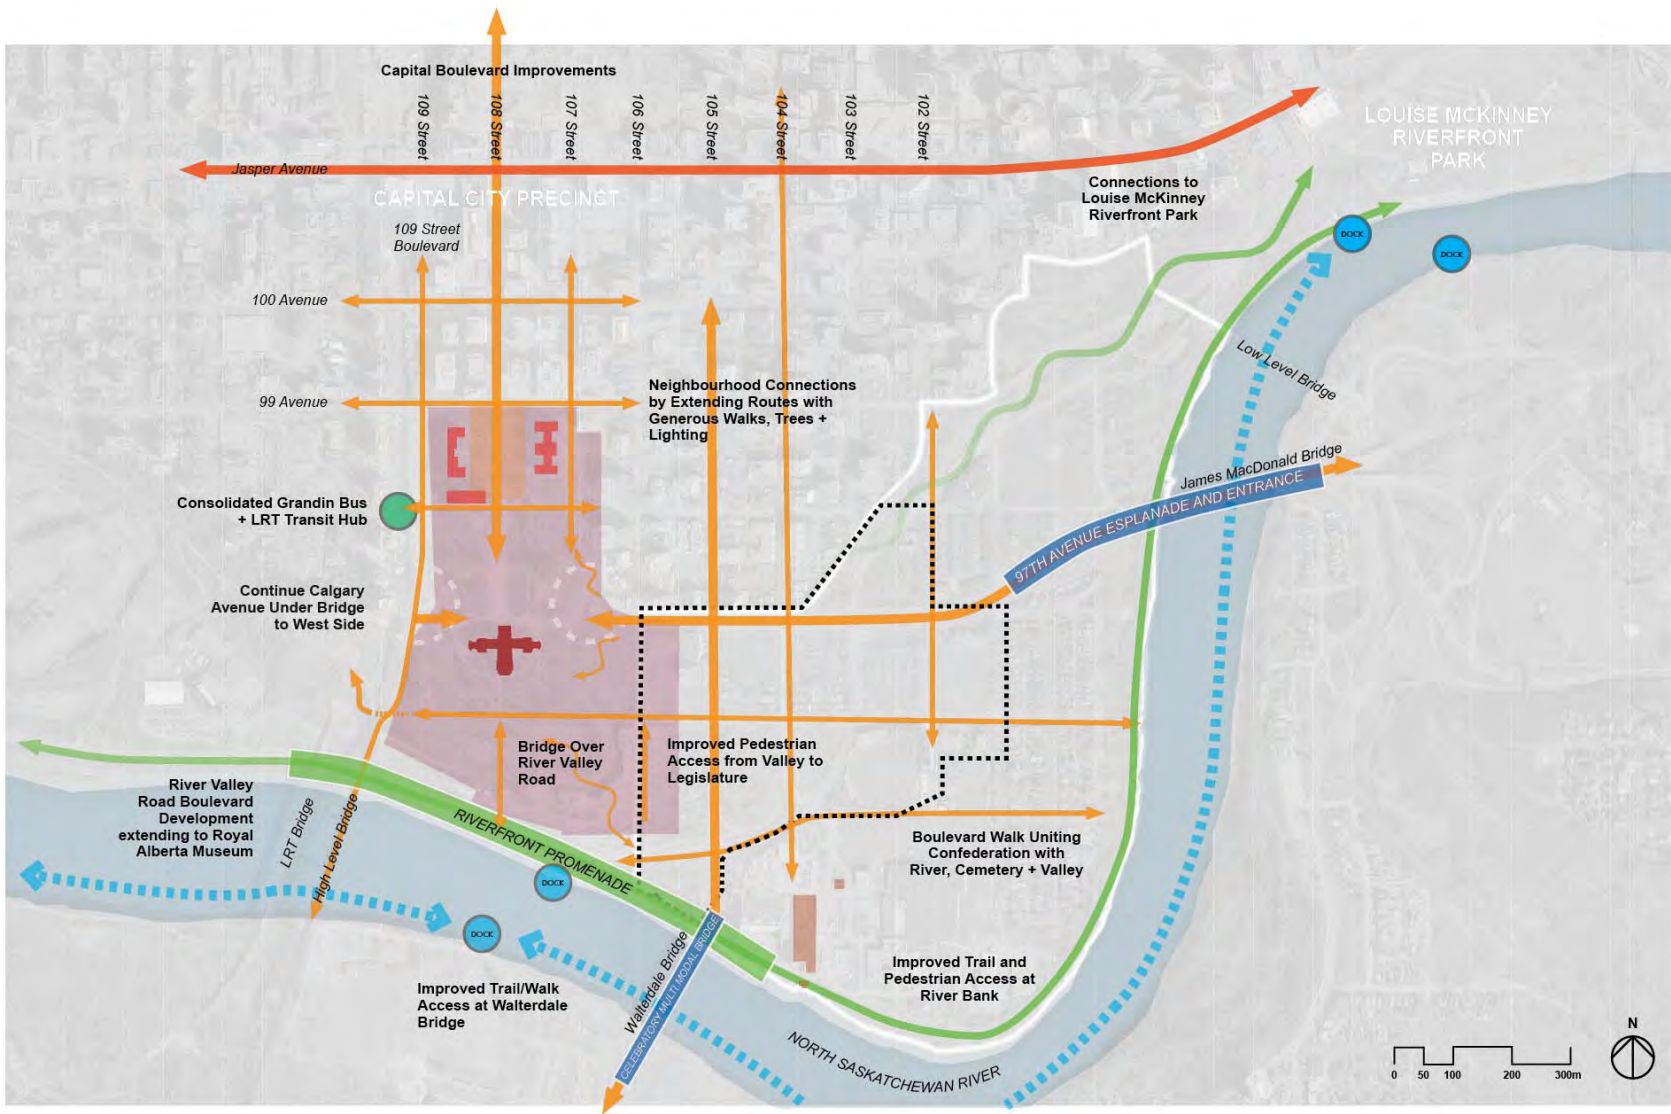 Capital Boulevard Improvements
109 Street
108 Street
107 Street
106 Street
105 Street
104 Street
103 Street
102 Street
LOUISE MCKINNEY
RIVERFRONT
PARK
Jasper Avenue
CAPITAL CITY PRECINCT
Connections to
Louise McKinney
Riverfront Park
109 Street
Boulevard
DOCK
DOCK
100 Avenue
Low Level Bridge
99 Avenue
Neighbourhood Connections
by Extending Routes with
Generous Walks, Trees +
Lighting
James MacDonald Bridge
97TH AVENUE ESPLANADE AND ENTRANCE
Consolidated Grandin Bus
+ LRT Transit Hub
Continue Calgary
Avenue Under Bridge
to West Side
Bridge Over
River Valley
Road
Improved Pedestrian
Access from Valley to
Legislature
River Valley
Road Boulevard
Development
extending to Royal
Alberta Museum
LRT Bridge
High Level Bridge
RIVERFRONT PROMENADE
Boulevard Walk Uniting
Confederation with
River, Cemetery + Valley
DOCK
DOCK
Improved Trail/Walk
Access at Walterdale
Bridge
Walterdale Bridge
CELEBRATORY MULTI MODAL BRIDGE
Improved Trail and
Pedestrian Access at
River Bank
NORTH SASKATCHEWAN RIVER
N
0 50 100 200 300m